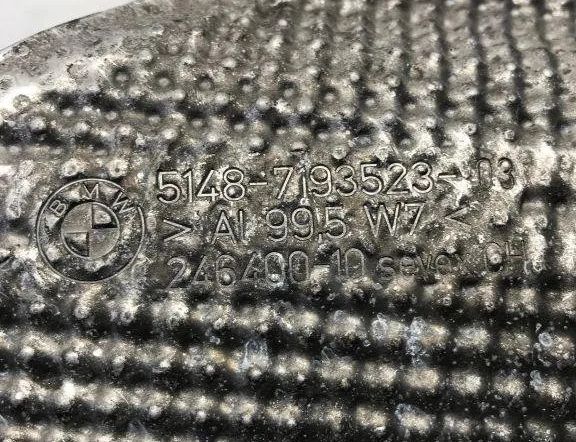 BMW
5148-7193523-03
> Al 99.5 W7 <
246400-10 sevex CH